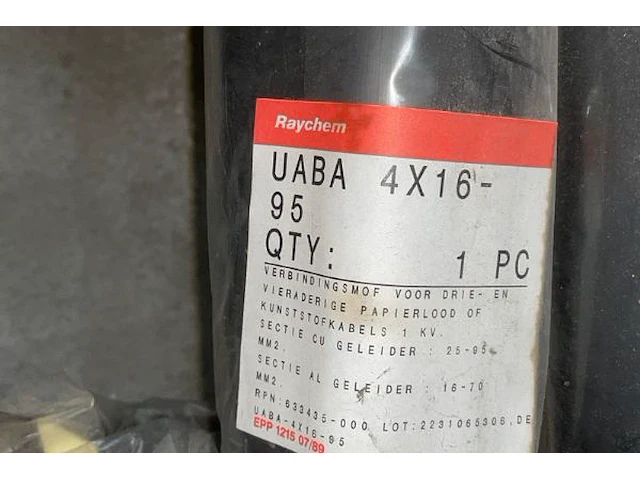 Raychem
UABA 4X16-
95
QTY: 1 PC
VERBINDINGSMOF VOOR DRIE- EN
VIERADERIGE PAPIERLOOD OF
KUNSTSTOFKABELS 1 KV.
SECTIE CU GELEIDER : 25-95
MM2.
SECTIE AL GELEIDER : 16-70
MM2.
RPN:633435-000 LOT:2231065306,DE
UABA-4X16-95
EPP 1215 07/89